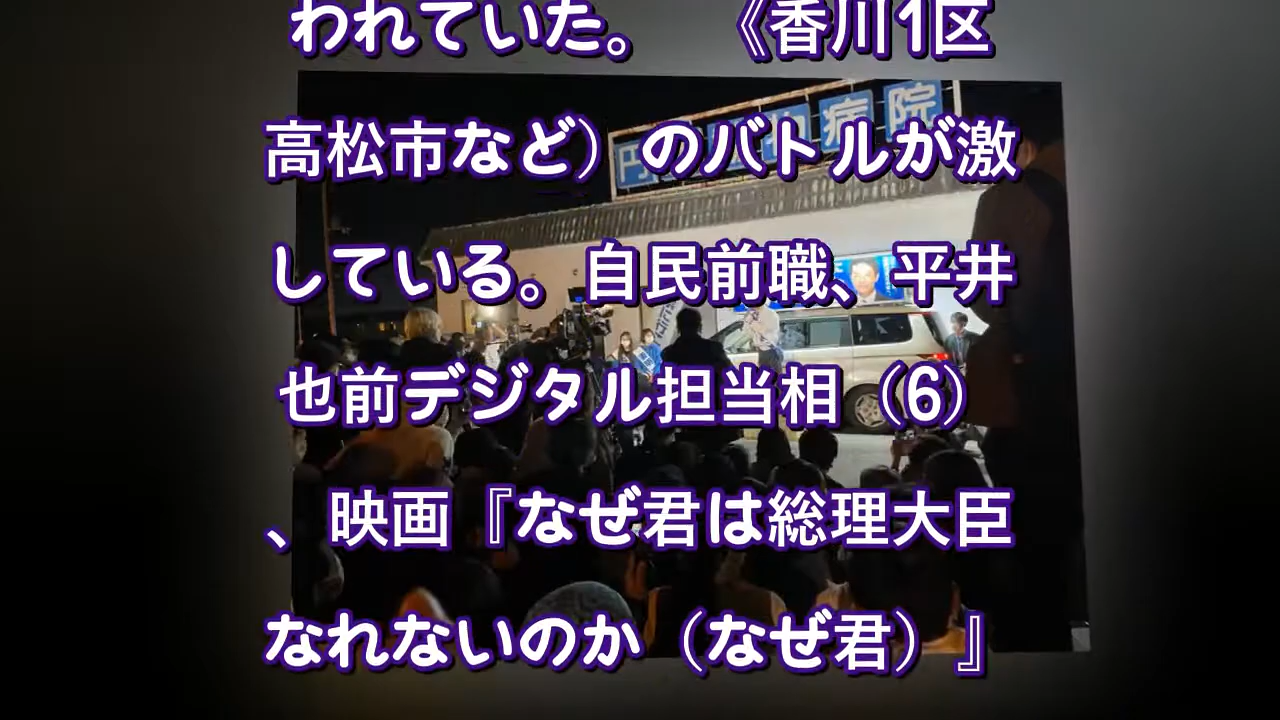 われていた。　《香川1区
高松市など）のバトルが激
している。自民前職、平井
也前デジタル担当相（6）
、映画『なぜ君は総理大臣
なれないのか（なぜ君）』
病院